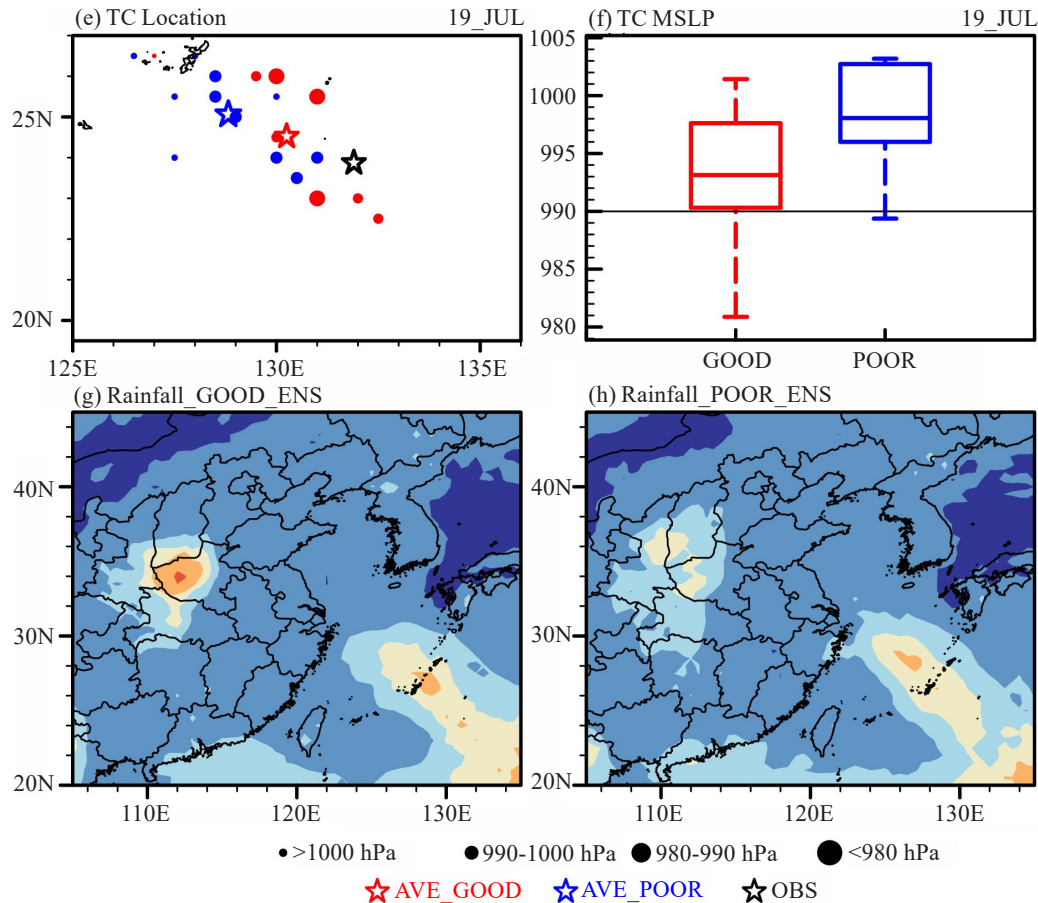 (e) TC Location 19_JUL
(f) TC MSLP 19_JUL
25N
20N
125E 130E 135E
1005
1000
995
990
985
980
GOOD POOR
(g) Rainfall_GOOD_ENS
(h) Rainfall_POOR_ENS
40N
30N
20N
110E 120E 130E
40N
30N
20N
110E 120E 130E
>1000 hPa 990-1000 hPa 980-990 hPa <980 hPa
AVE_GOOD AVE_POOR OBS